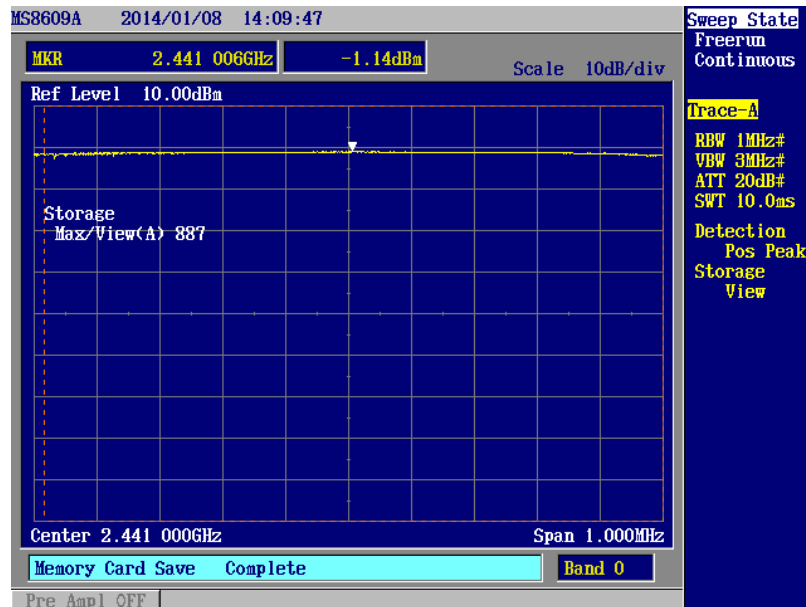 MS8609A 2014/01/08 14:09:47
MKR 2.441 006GHz -1.14dBm
Scale 10dB/div
Ref Level 10.00dBm
Storage
Max/View(A) 887
Center 2.441 000GHz Span 1.000MHz
Memory Card Save Complete Band 0
Pre Ampl OFF
Sweep State
Freerun
Continuous
Trace-A
RBW 1MHz#
VBW 3MHz#
ATT 20dB#
SWT 10.0ms
Detection
Pos Peak
Storage
View